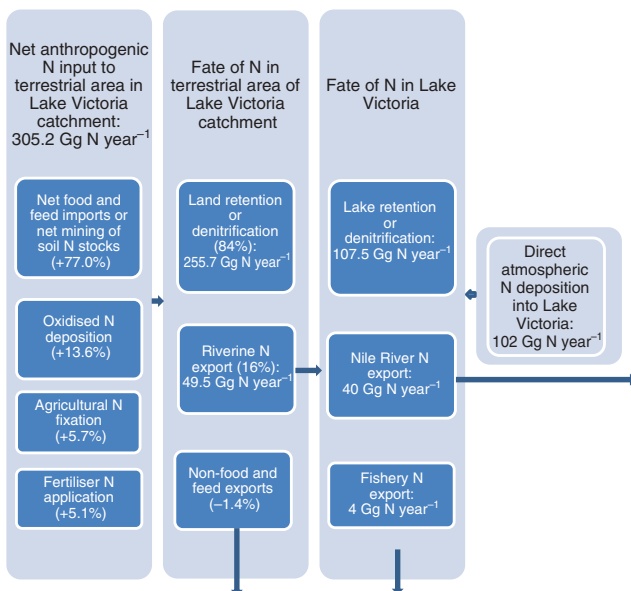 Net anthropogenic
N input to
terrestrial area in
Lake Victoria
catchment:
305.2 Gg N year⁻¹
Net food and
feed imports or
net mining of
soil N stocks
(+77.0%)
Oxidised N
deposition
(+13.6%)
Agricultural N
fixation
(+5.7%)
Fertiliser N
application
(+5.1%)
Fate of N in
terrestrial area of
Lake Victoria
catchment
Land retention
or
denitrification
(84%):
255.7 Gg N year⁻¹
Riverine N
export (16%):
49.5 Gg N year⁻¹
Non-food and
feed exports
(−1.4%)
Fate of N in Lake
Victoria
Lake retention
or
denitrification:
107.5 Gg N year⁻¹
Nile River N
export:
40 Gg N year⁻¹
Fishery N
export:
4 Gg N year⁻¹
Direct
atmospheric
N deposition
into Lake
Victoria:
102 Gg N year⁻¹